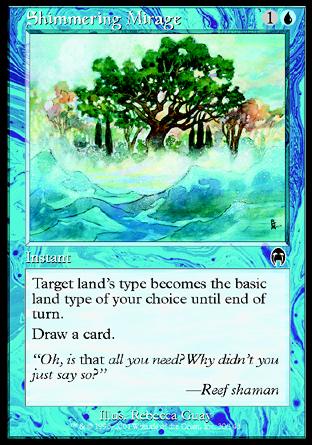 Shimmering Mirage 1
Instant
Target land's type becomes the basic
land type of your choice until end of
turn.
Draw a card.
"Oh, is that all you need? Why didn't you
just say so?"
—Reef shaman
Illus. Rebecca Guay